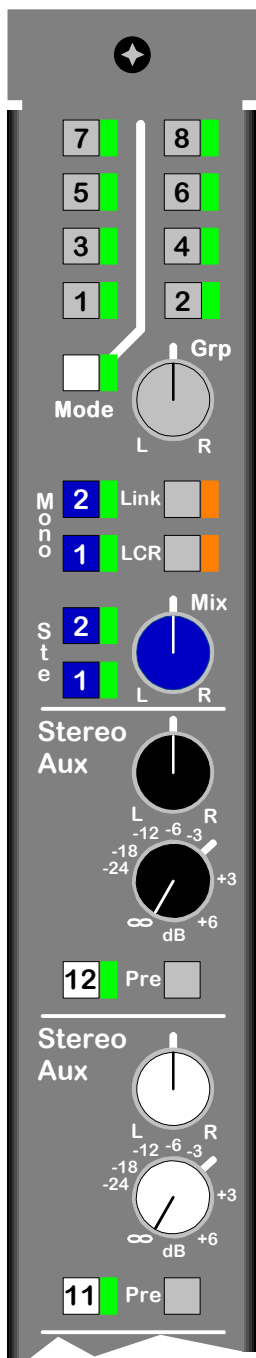 7 8
5 6
3 4
1 2
Grp
Mode
L R
Mono
2 Link
1 LCR
Ste
2 Mix
1
L R
Stereo
Aux
L R
-12 -6 -3
-18
-24 +3
∞ dB +6
12 Pre
Stereo
Aux
L R
-12 -6 -3
-18
-24 +3
∞ dB +6
11 Pre